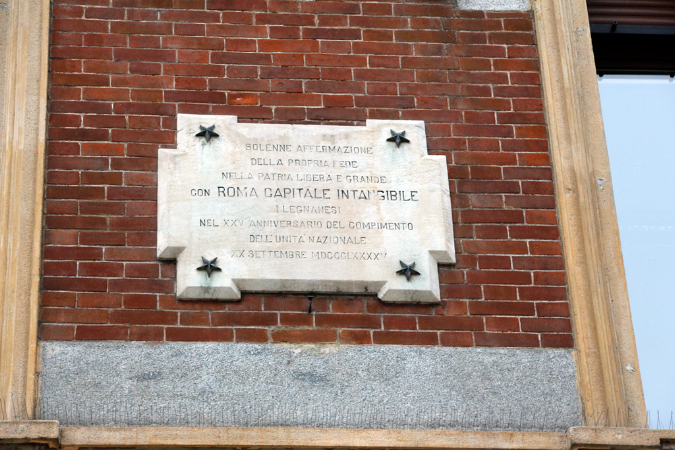 SOLENNE AFFERMAZIONE
DELLA PROPRIA FEDE
NELLA PATRIA LIBERA E GRANDE
CON ROMA CAPITALE INTANGIBILE
I LEGNANESI
NEL XXV ANNIVERSARIO DEL COMPIMENTO
DELL'UNITÀ NAZIONALE
XX SETTEMBRE MDCCCLXXXXV